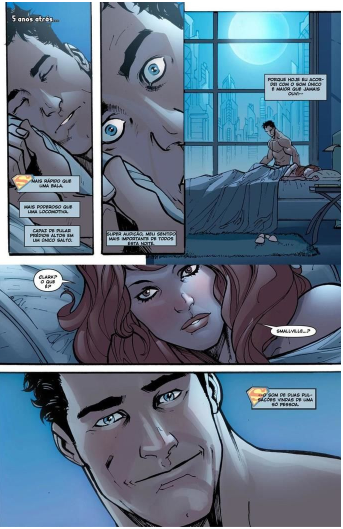 5 anos atrás...
MAIS RÁPIDO QUE
UMA BALA.
MAIS PODEROSO QUE
UMA LOCOMOTIVA.
CAPAZ DE PULAR
PRÉDIOS ALTOS EM
UM ÚNICO SALTO.
SUPER AUDIÇÃO, MEU SENTIDO
MAIS IMPORTANTE DE TODOS
ESTA NOITE.
PORQUE HOJE EU ACOR-
DEI COM O SOM ÚNICO
E MAIOR QUE JAMAIS
OUVI--
CLARK?
O QUE
É?
SMALLVILLE...?
--O SOM DE DUAS PUL-
SAÇÕES VINDAS DE UMA
SÓ PESSOA.